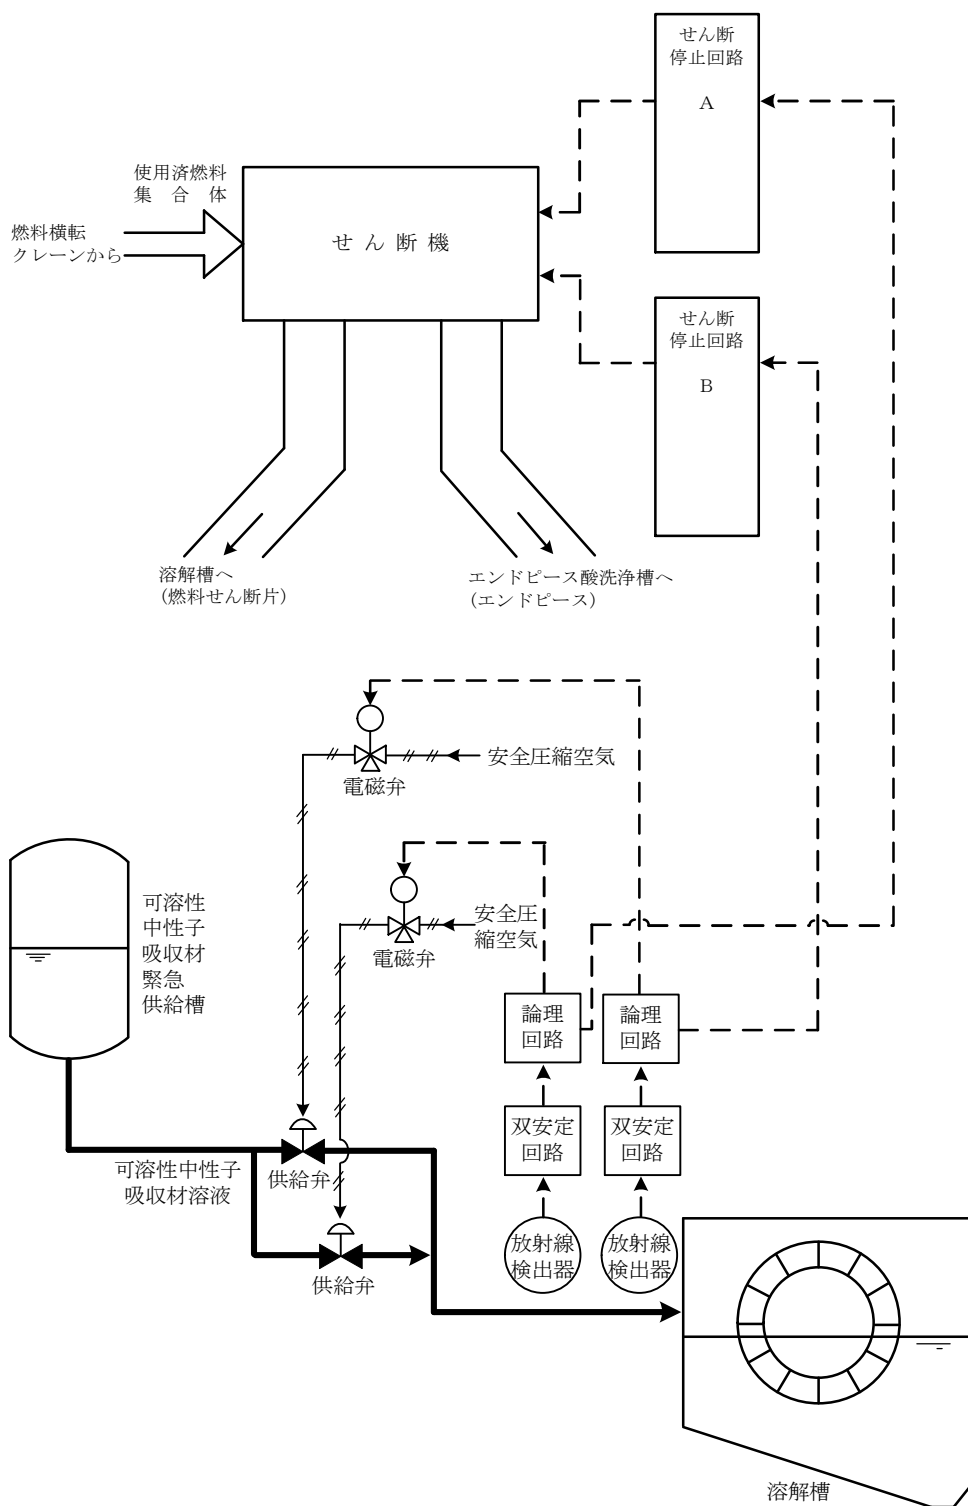 せん断
停止回路
A
使用済燃料
集合体
燃料横転
クレーンから
せん断機
せん断
停止回路
B
溶解槽へ
(燃料せん断片)
エンドピース酸洗浄槽へ
(エンドピース)
安全圧縮空気
電磁弁
可溶性
中性子
吸収材
緊急
供給槽
安全圧
縮空気
電磁弁
論理
回路
論理
回路
双安定
回路
双安定
回路
可溶性中性子
吸収材溶液
供給弁
供給弁
放射線
検出器
放射線
検出器
溶解槽